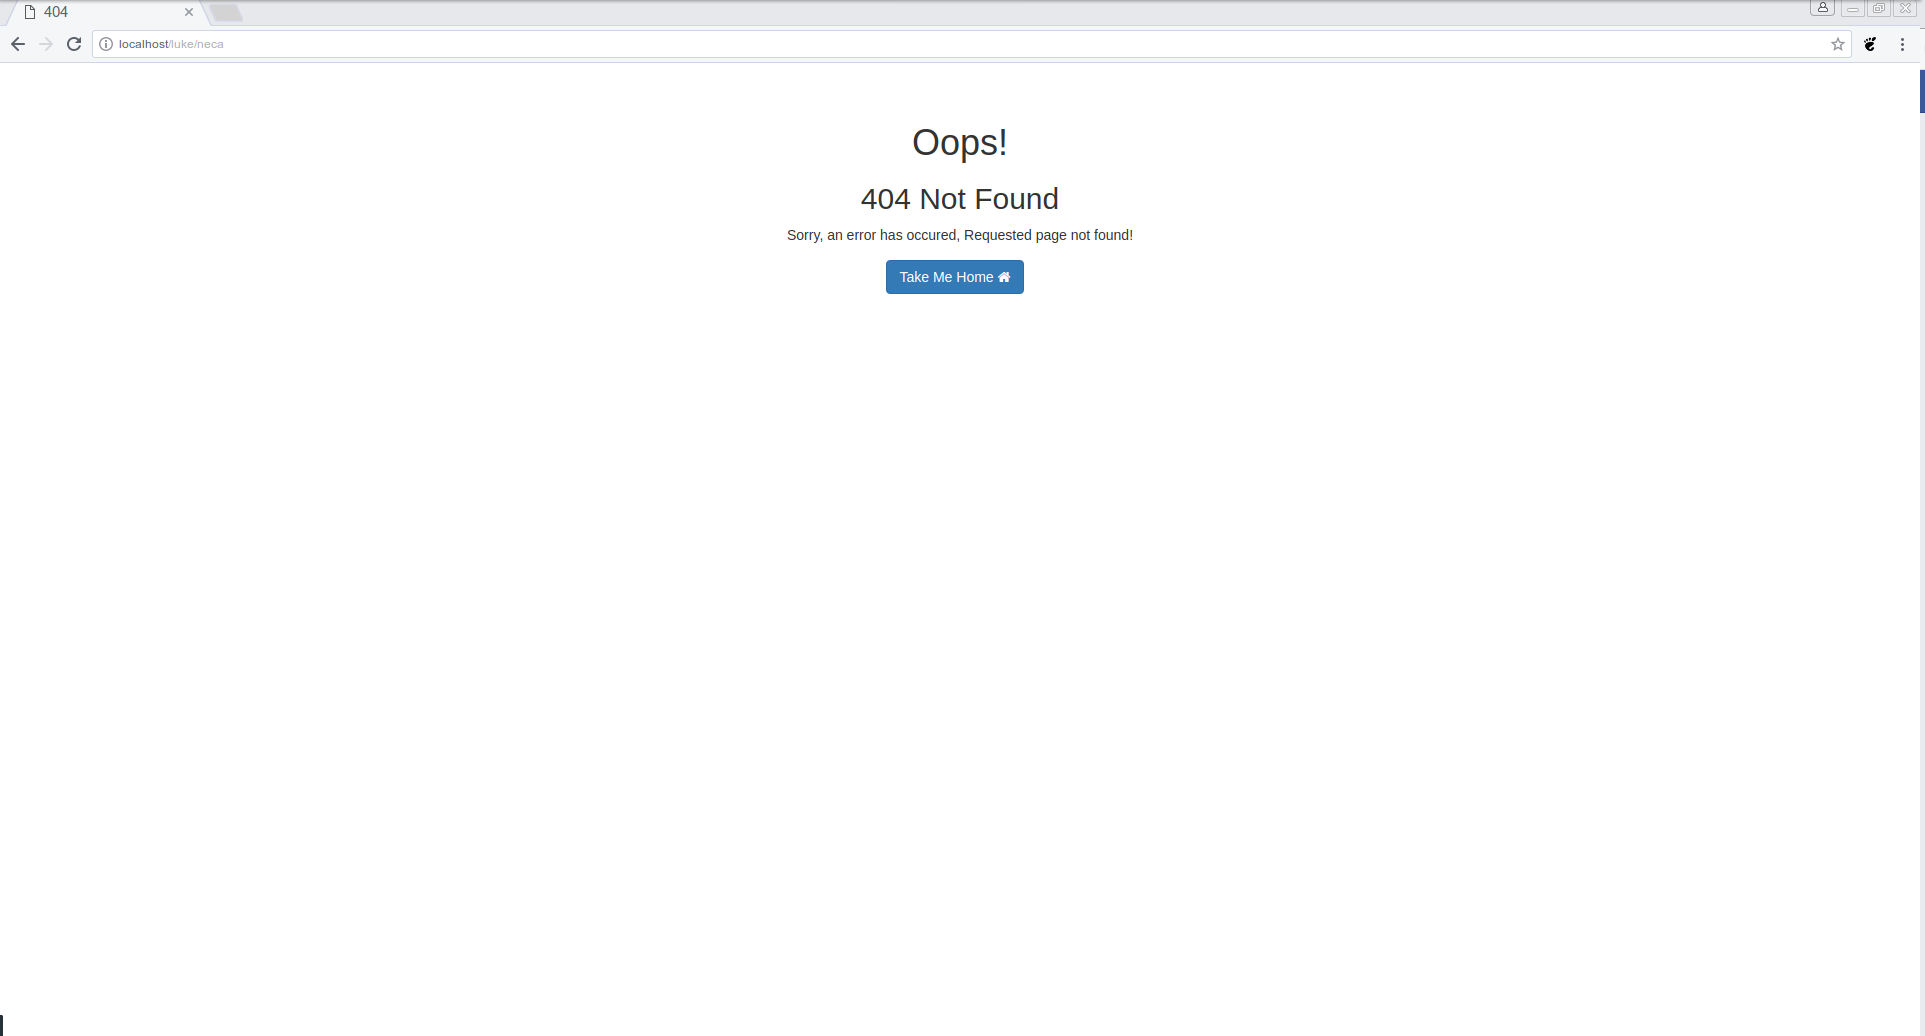 404
localhost/luke/neca
Oops!
404 Not Found
Sorry, an error has occured, Requested page not found!
Take Me Home